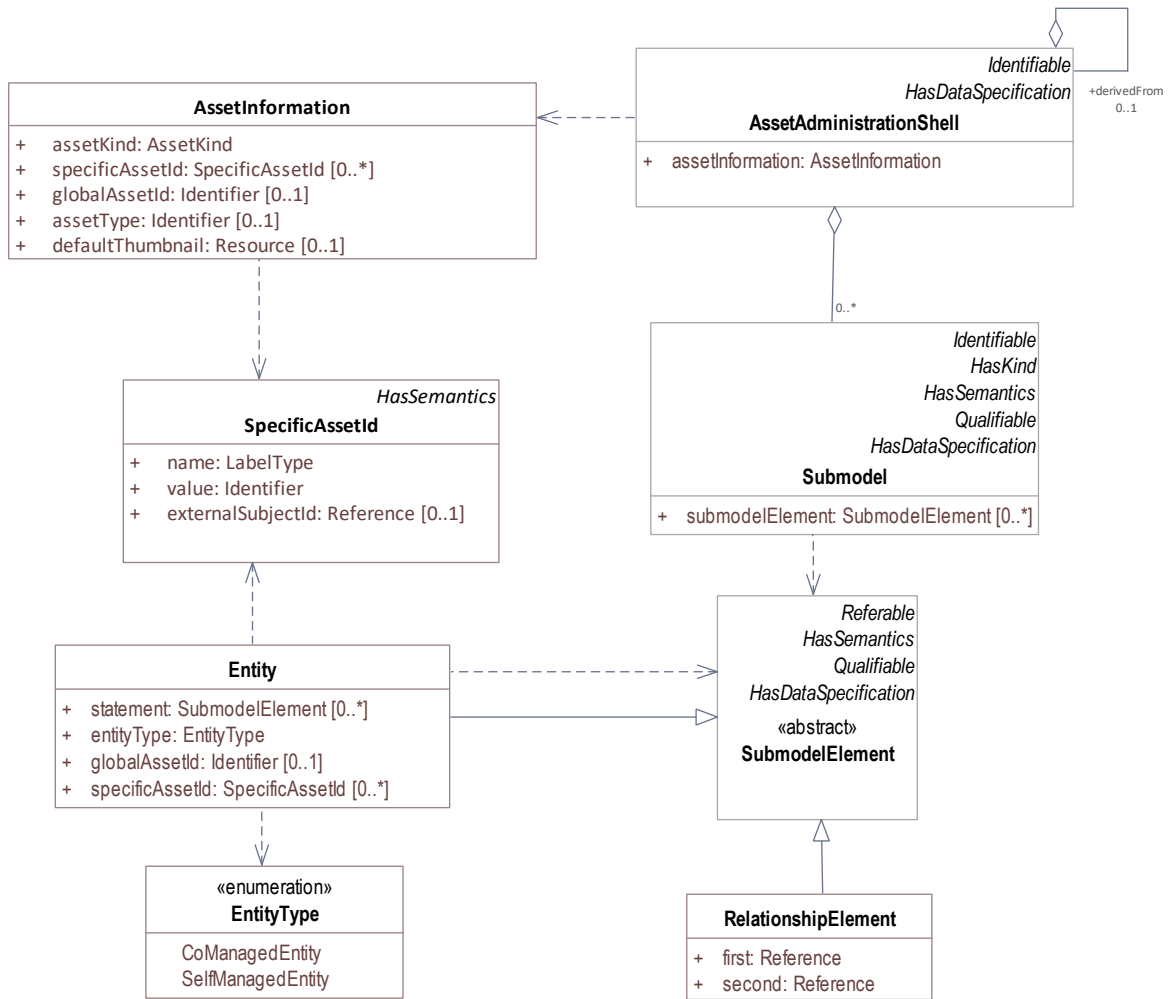 Identifiable
HasDataSpecification
AssetAdministrationShell
+ assetInformation: AssetInformation
+derivedFrom
0..1
AssetInformation
+ assetKind: AssetKind
+ specificAssetId: SpecificAssetId [0..*]
+ globalAssetId: Identifier [0..1]
+ assetType: Identifier [0..1]
+ defaultThumbnail: Resource [0..1]
0..*
Identifiable
HasKind
HasSemantics
Qualifiable
HasDataSpecification
Submodel
+ submodelElement: SubmodelElement [0..*]
HasSemantics
SpecificAssetId
+ name: LabelType
+ value: Identifier
+ externalSubjectId: Reference [0..1]
Referable
HasSemantics
Qualifiable
HasDataSpecification
«abstract»
SubmodelElement
Entity
+ statement: SubmodelElement [0..*]
+ entityType: EntityType
+ globalAssetId: Identifier [0..1]
+ specificAssetId: SpecificAssetId [0..*]
«enumeration»
EntityType
CoManagedEntity
SelfManagedEntity
RelationshipElement
+ first: Reference
+ second: Reference